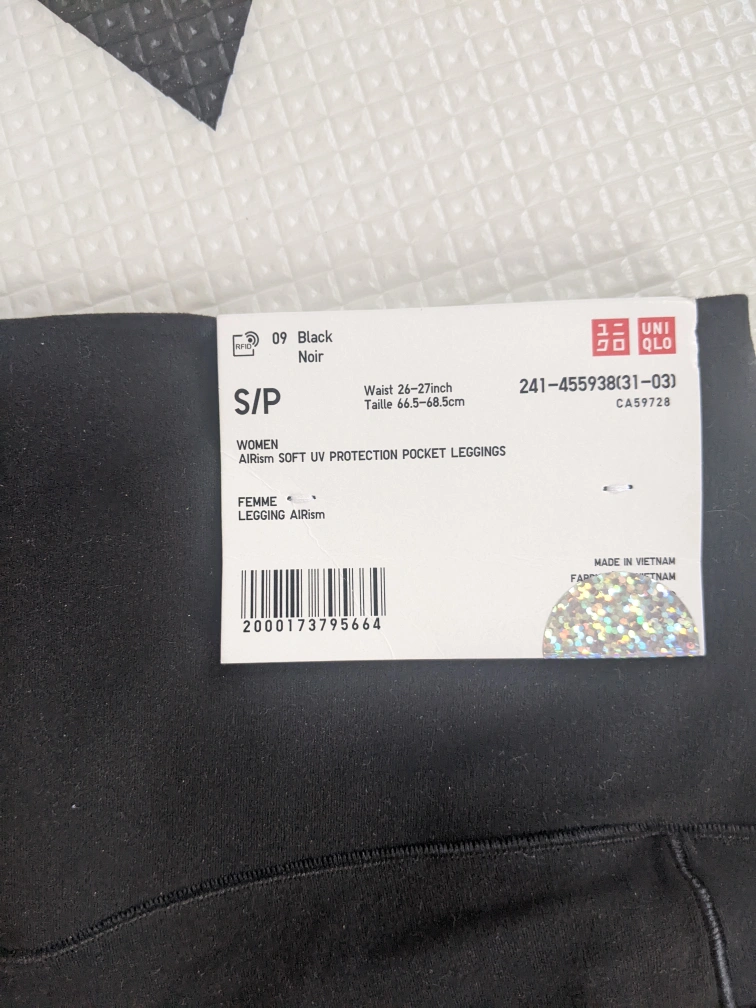 RFID 09 Black
Noir
ユニ
クロ
UNI
QLO
S/P
Waist 26-27inch
Taille 66.5-68.5cm
241-455938(31-03)
CA59728
WOMEN
AIRism SOFT UV PROTECTION POCKET LEGGINGS
FEMME
LEGGING AIRism
MADE IN VIETNAM
2000173795664